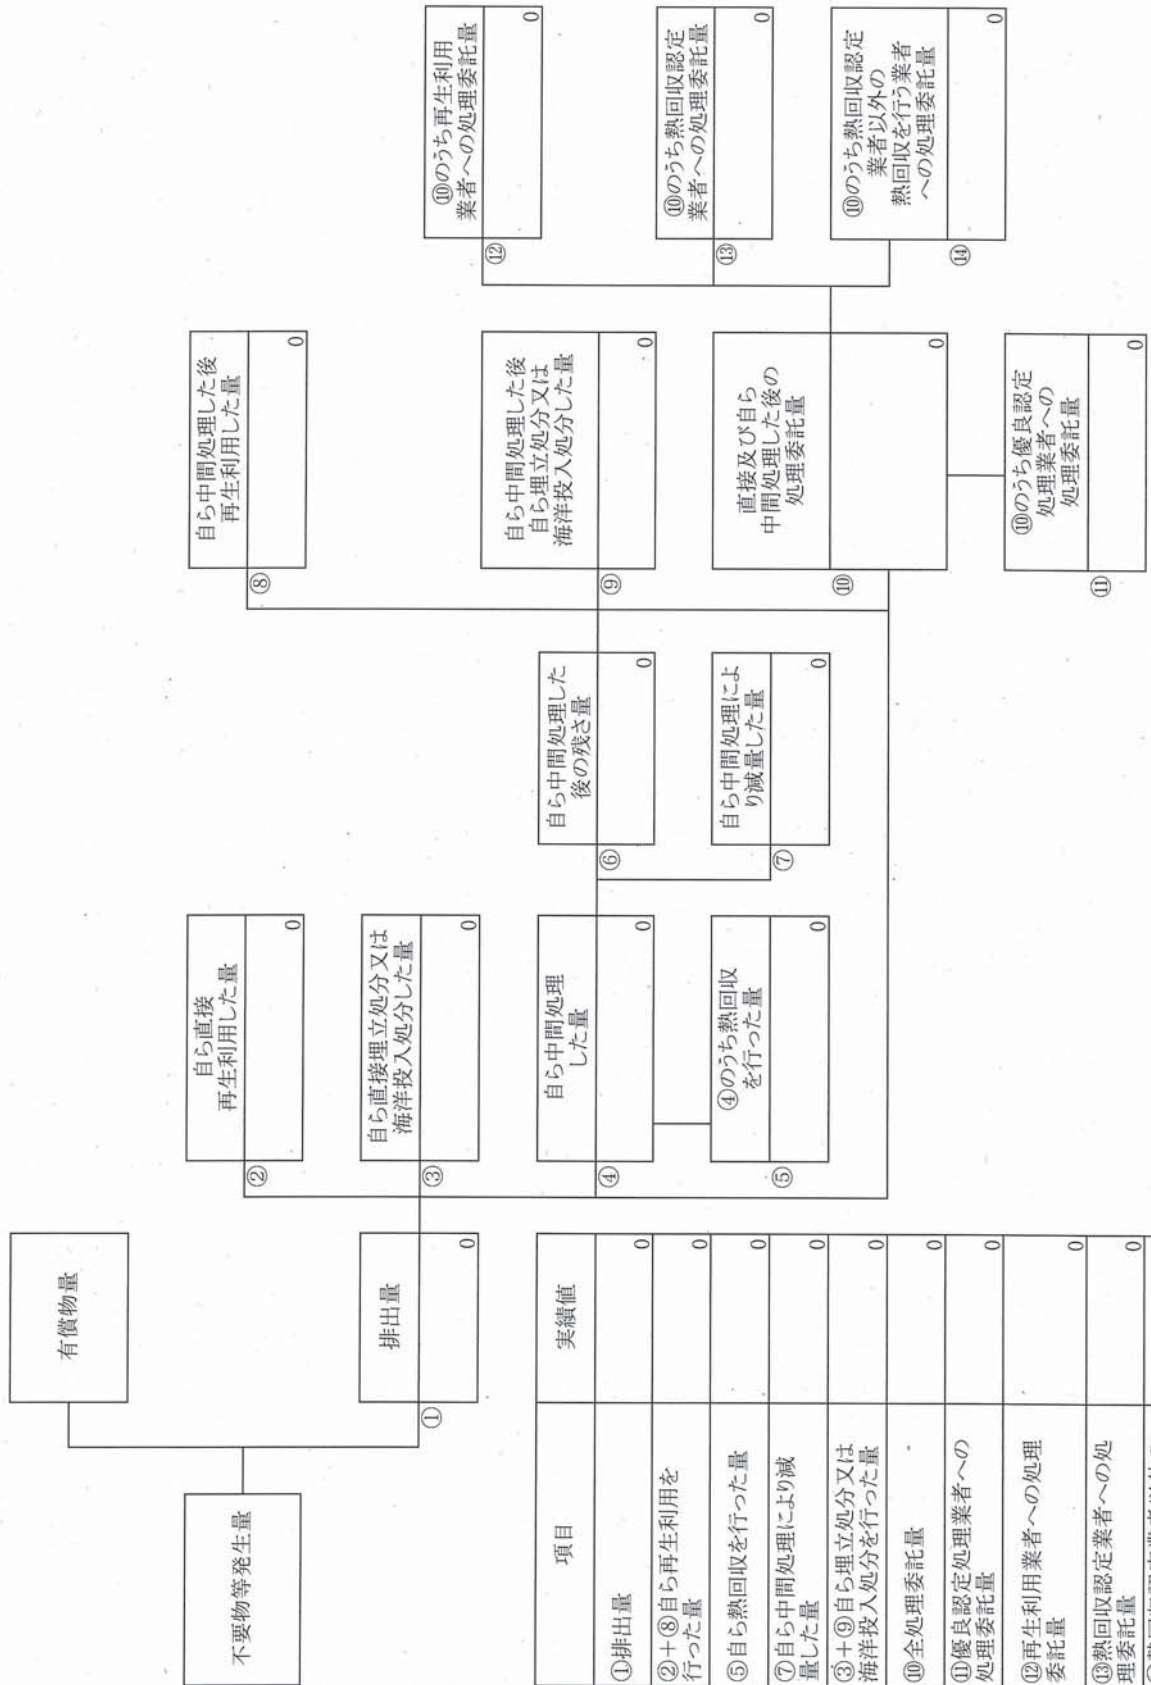 不要物等発生量
有償物量
排出量
①
0
自ら直接
再生利用した量
②
0
自ら直接埋立処分又は
海洋投入処分した量
③
0
自ら中間処理
した量
④
0
④のうち熱回収
を行った量
⑤
0
自ら中間処理した
後の残さ量
⑥
0
自ら中間処理によ
り減量した量
⑦
0
自ら中間処理した後
再生利用した量
⑧
0
自ら中間処理した後
自ら埋立処分又は
海洋投入処分した量
⑨
0
直接及び自ら
中間処理した後の
処理委託量
⑩
0
⑩のうち優良認定
処理業者への
処理委託量
⑪
0
⑩のうち再生利用
業者への処理委託量
⑫
0
⑩のうち熱回収認定
業者への処理委託量
⑬
0
⑩のうち熱回収認定
業者以外の
熱回収を行う業者
への処理委託量
⑭
0
項目 実績値
①排出量 0
②+⑧自ら再生利用を
行った量 0
⑤自ら熱回収を行った量 0
⑦自ら中間処理により減
量した量 0
③+⑨自ら埋立処分又は
海洋投入処分を行った量 0
⑩全処理委託量 0
⑪優良認定処理業者への
処理委託量 0
⑫再生利用業者への処理
委託量 0
⑬熱回収認定業者への処
理委託量 0